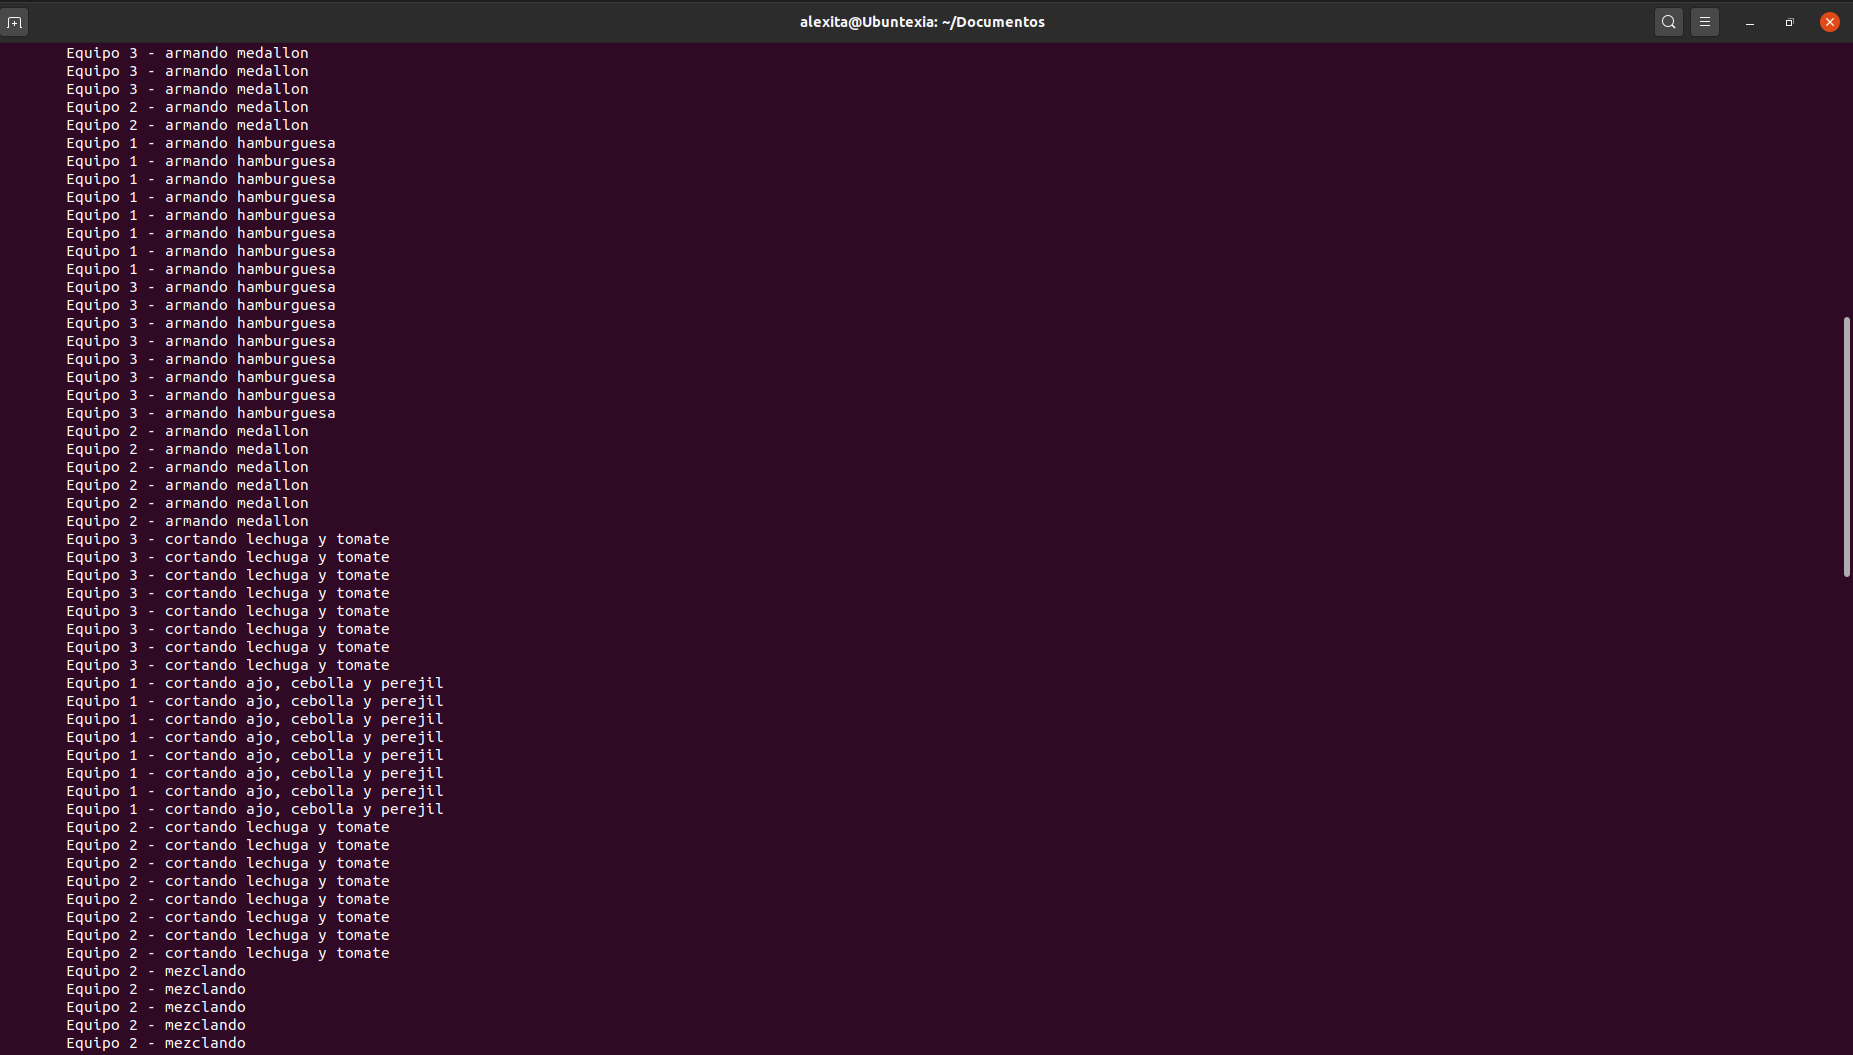 alexita@Ubuntexia: ~/Documentos
Equipo 3 - armando medallon
Equipo 3 - armando medallon
Equipo 3 - armando medallon
Equipo 2 - armando medallon
Equipo 2 - armando medallon
Equipo 1 - armando hamburguesa
Equipo 1 - armando hamburguesa
Equipo 1 - armando hamburguesa
Equipo 1 - armando hamburguesa
Equipo 1 - armando hamburguesa
Equipo 1 - armando hamburguesa
Equipo 1 - armando hamburguesa
Equipo 1 - armando hamburguesa
Equipo 3 - armando hamburguesa
Equipo 3 - armando hamburguesa
Equipo 3 - armando hamburguesa
Equipo 3 - armando hamburguesa
Equipo 3 - armando hamburguesa
Equipo 3 - armando hamburguesa
Equipo 3 - armando hamburguesa
Equipo 3 - armando hamburguesa
Equipo 2 - armando medallon
Equipo 2 - armando medallon
Equipo 2 - armando medallon
Equipo 2 - armando medallon
Equipo 2 - armando medallon
Equipo 2 - armando medallon
Equipo 3 - cortando lechuga y tomate
Equipo 3 - cortando lechuga y tomate
Equipo 3 - cortando lechuga y tomate
Equipo 3 - cortando lechuga y tomate
Equipo 3 - cortando lechuga y tomate
Equipo 3 - cortando lechuga y tomate
Equipo 3 - cortando lechuga y tomate
Equipo 3 - cortando lechuga y tomate
Equipo 1 - cortando ajo, cebolla y perejil
Equipo 1 - cortando ajo, cebolla y perejil
Equipo 1 - cortando ajo, cebolla y perejil
Equipo 1 - cortando ajo, cebolla y perejil
Equipo 1 - cortando ajo, cebolla y perejil
Equipo 1 - cortando ajo, cebolla y perejil
Equipo 1 - cortando ajo, cebolla y perejil
Equipo 1 - cortando ajo, cebolla y perejil
Equipo 2 - cortando lechuga y tomate
Equipo 2 - cortando lechuga y tomate
Equipo 2 - cortando lechuga y tomate
Equipo 2 - cortando lechuga y tomate
Equipo 2 - cortando lechuga y tomate
Equipo 2 - cortando lechuga y tomate
Equipo 2 - cortando lechuga y tomate
Equipo 2 - cortando lechuga y tomate
Equipo 2 - mezclando
Equipo 2 - mezclando
Equipo 2 - mezclando
Equipo 2 - mezclando
Equipo 2 - mezclando